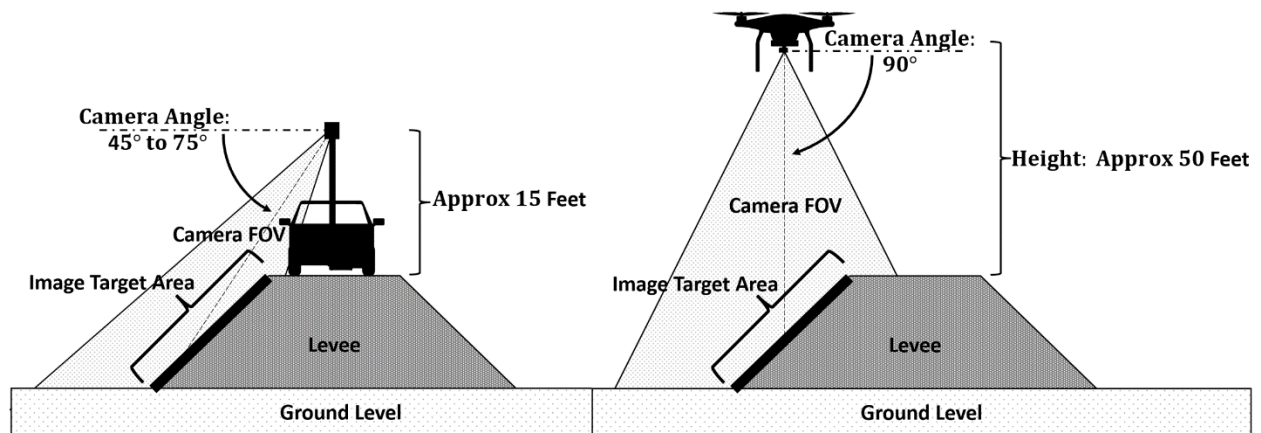 Camera Angle:
45° to 75°
Approx 15 Feet
Camera FOV
Image Target Area
Levee
Ground Level
Camera Angle:
90°
Height: Approx 50 Feet
Camera FOV
Image Target Area
Levee
Ground Level